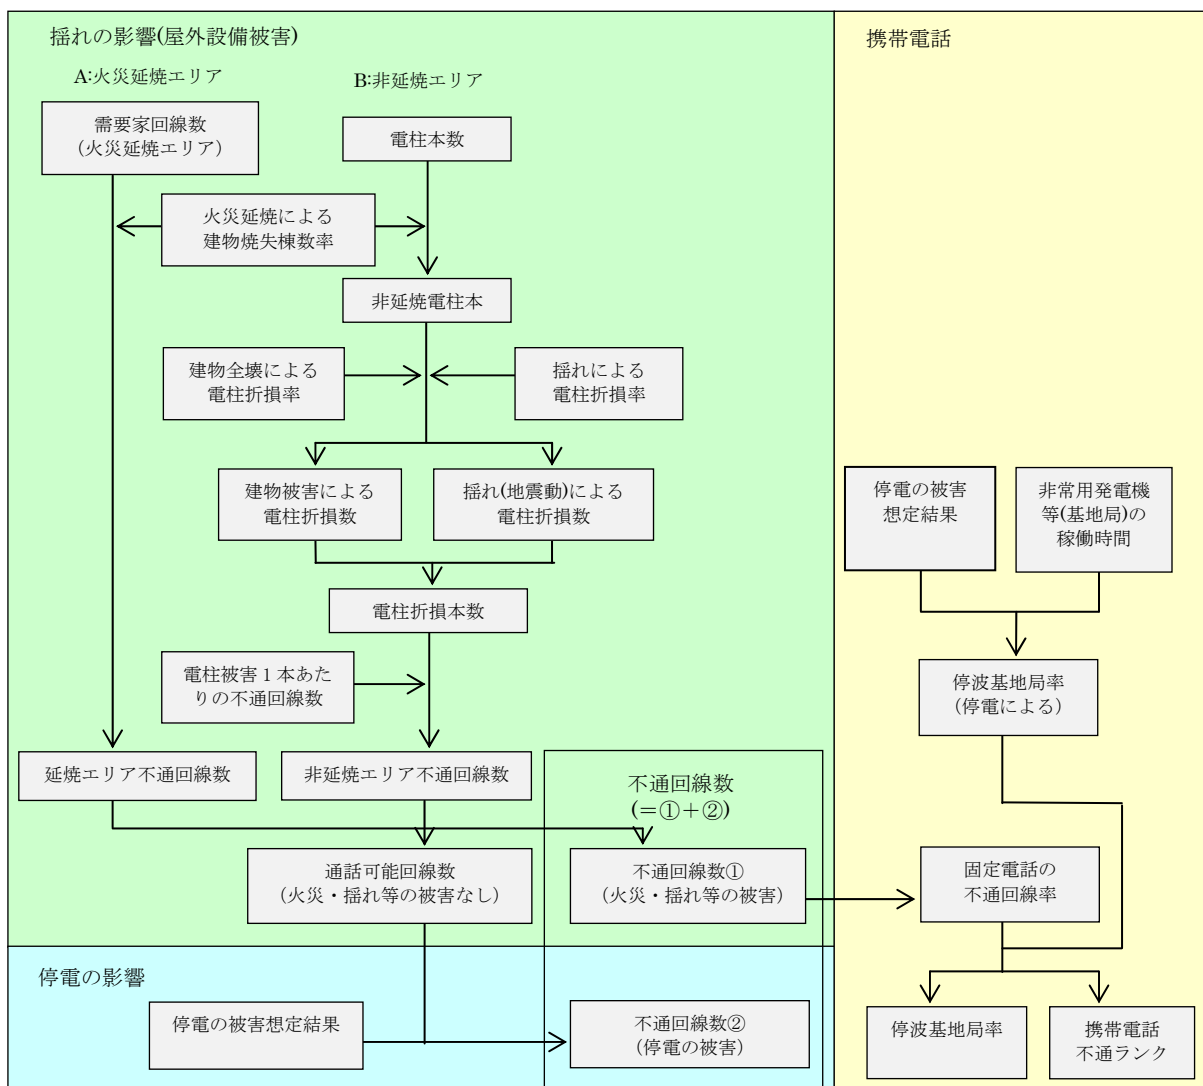 揺れの影響(屋外設備被害)
A:火災延焼エリア
B:非延焼エリア
需要家回線数
（火災延焼エリア）
電柱本数
火災延焼による
建物焼失棟数率
非延焼電柱本
建物全壊による
電柱折損率
揺れによる
電柱折損率
建物被害による
電柱折損数
揺れ(地震動)による
電柱折損数
電柱折損本数
電柱被害１本あた
りの不通回線数
延焼エリア不通回線数
非延焼エリア不通回線数
不通回線数
(＝①＋②)
通話可能回線数
（火災・揺れ等の被害なし）
不通回線数①
（火災・揺れ等の被害）
停電の影響
停電の被害想定結果
不通回線数②
（停電の被害）
携帯電話
停電の被害
想定結果
非常用発電機
等(基地局)の
稼働時間
停波基地局率
（停電による）
固定電話の
不通回線率
停波基地局率
携帯電話
不通ランク